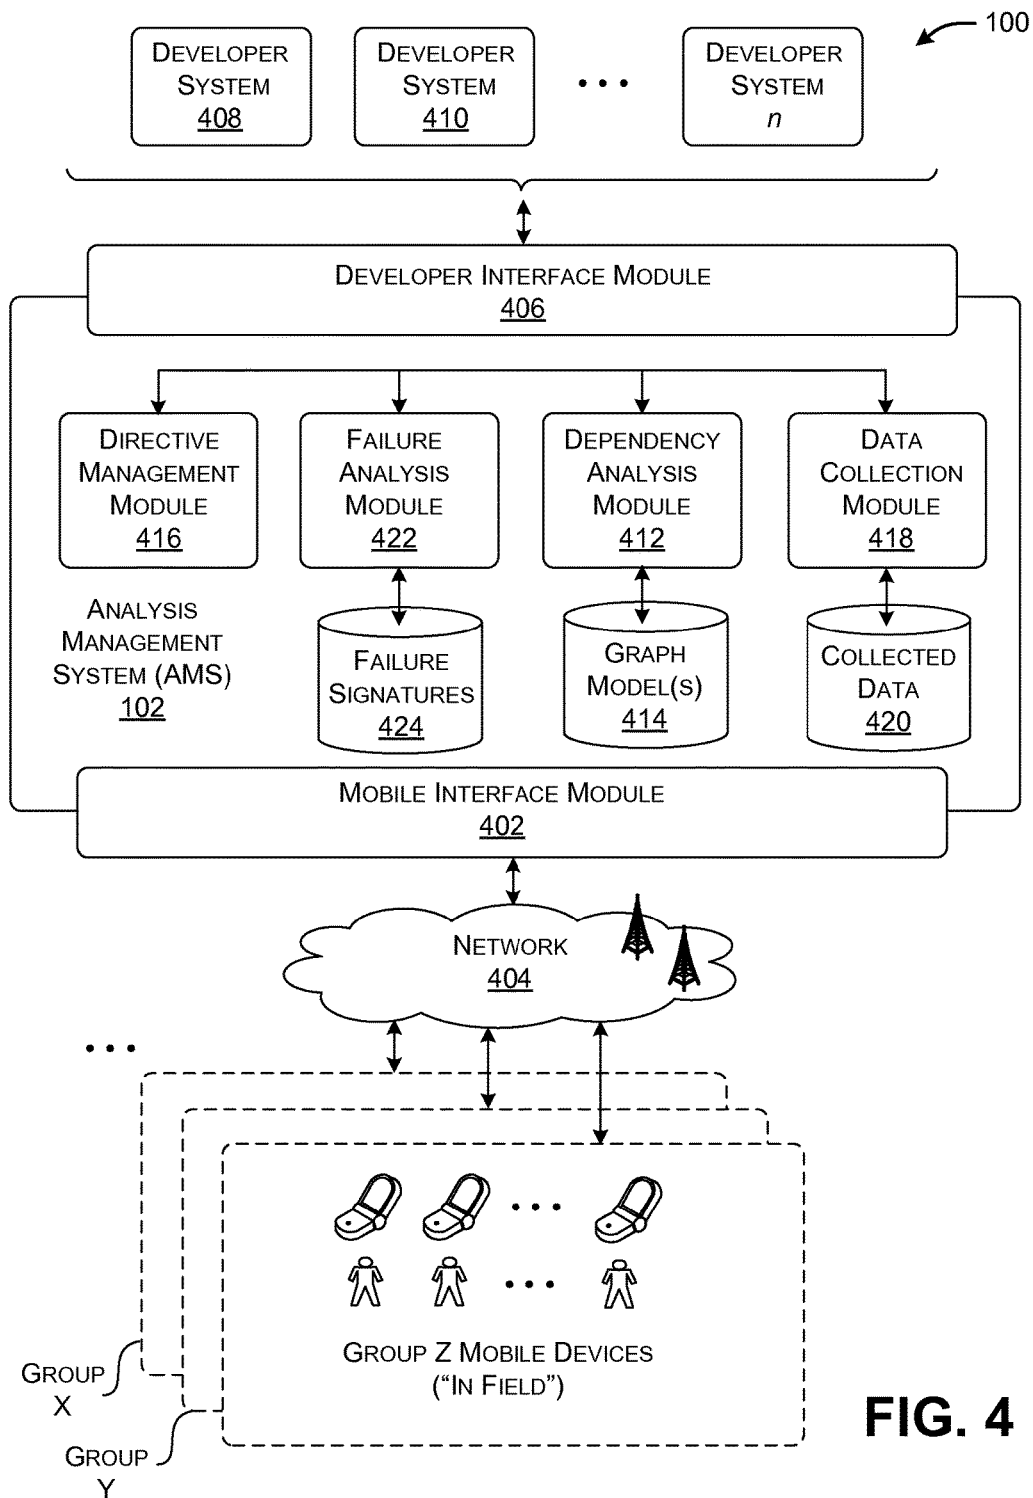 100
DEVELOPER
SYSTEM
408
DEVELOPER
SYSTEM
410
• • •
DEVELOPER
SYSTEM
n
DEVELOPER INTERFACE MODULE
406
DIRECTIVE
MANAGEMENT
MODULE
416
FAILURE
ANALYSIS
MODULE
422
DEPENDENCY
ANALYSIS
MODULE
412
DATA
COLLECTION
MODULE
418
ANALYSIS
MANAGEMENT
SYSTEM (AMS)
102
FAILURE
SIGNATURES
424
GRAPH
MODEL(S)
414
COLLECTED
DATA
420
MOBILE INTERFACE MODULE
402
NETWORK
404
• • •
• • •
• • •
GROUP Z MOBILE DEVICES
(“IN FIELD”)
GROUP
X
GROUP
Y
FIG. 4